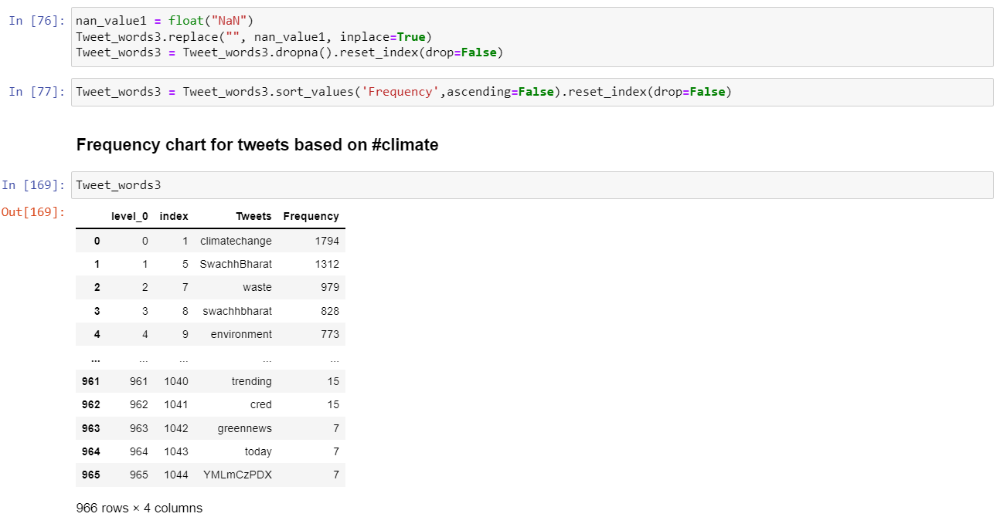 In [76]: nan_value1 = float("NaN")
Tweet_words3.replace("", nan_value1, inplace=True)
Tweet_words3 = Tweet_words3.dropna().reset_index(drop=False)
In [77]: Tweet_words3 = Tweet_words3.sort_values('Frequency',ascending=False).reset_index(drop=False)
Frequency chart for tweets based on #climate
In [169]: Tweet_words3
Out[169]:
level_0 index Tweets Frequency
0 0 1 climatechange 1794
1 1 5 SwachhBharat 1312
2 2 7 waste 979
3 3 8 swachhbharat 828
4 4 9 environment 773
... ... ... ... ...
961 961 1040 trending 15
962 962 1041 cred 15
963 963 1042 greennews 7
964 964 1043 today 7
965 965 1044 YMLmCzPDX 7
966 rows × 4 columns